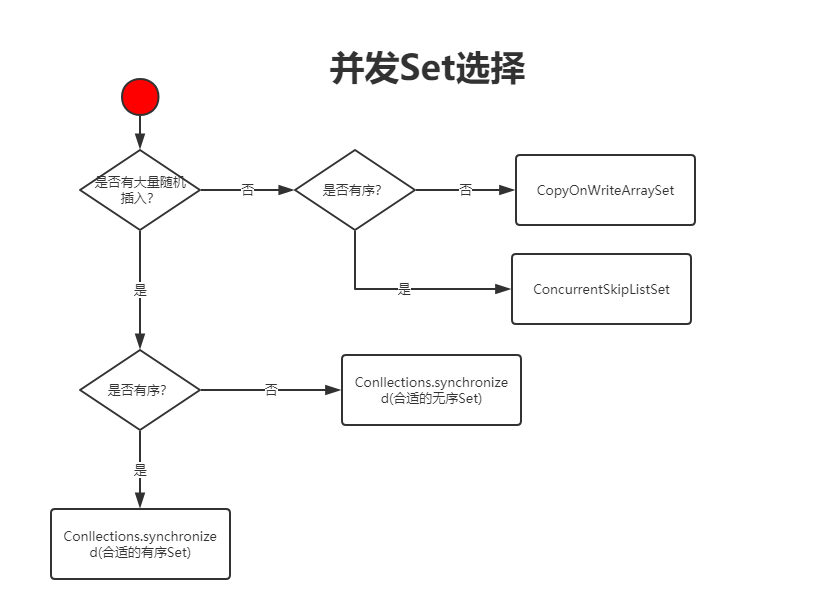 并发Set选择
是否有大量随机
插入?
否
是否有序?
否
CopyOnWriteArraySet
是
ConcurrentSkipListSet
是
是否有序?
否
Conllections.synchronize
d(合适的无序Set)
是
Conllections.synchronize
d(合适的有序Set)